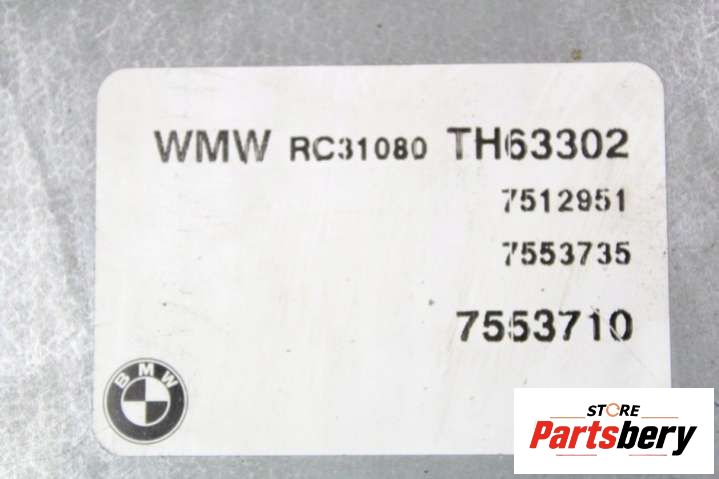 WMW RC31080 TH63302
7512951
7553735
7553710
BMW
STORE
Partsbery